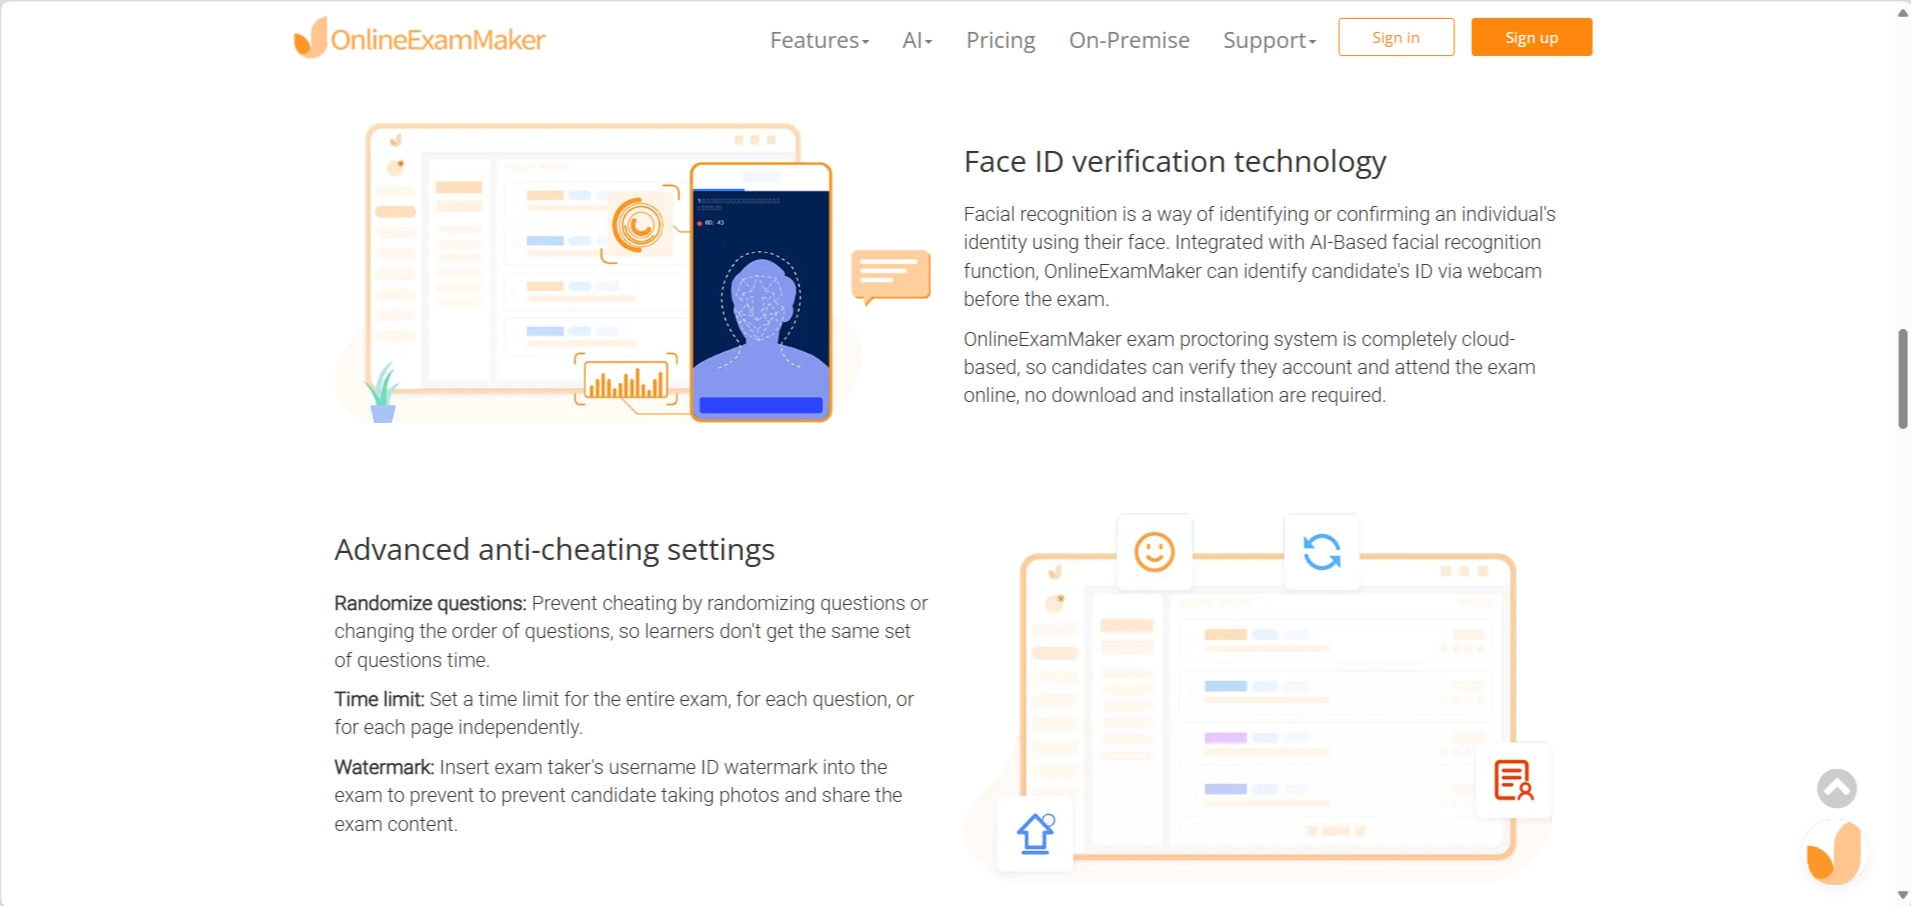 OnlineExamMaker
Features
AI
Pricing
On-Premise
Support
Sign in
Sign up
00: 43
Face ID verification technology
Facial recognition is a way of identifying or confirming an individual's
identity using their face. Integrated with AI-Based facial recognition
function, OnlineExamMaker can identify candidate's ID via webcam
before the exam.
OnlineExamMaker exam proctoring system is completely cloud-
based, so candidates can verify they account and attend the exam
online, no download and installation are required.
Advanced anti-cheating settings
Randomize questions: Prevent cheating by randomizing questions or
changing the order of questions, so learners don't get the same set
of questions time.
Time limit: Set a time limit for the entire exam, for each question, or
for each page independently.
Watermark: Insert exam taker's username ID watermark into the
exam to prevent to prevent candidate taking photos and share the
exam content.